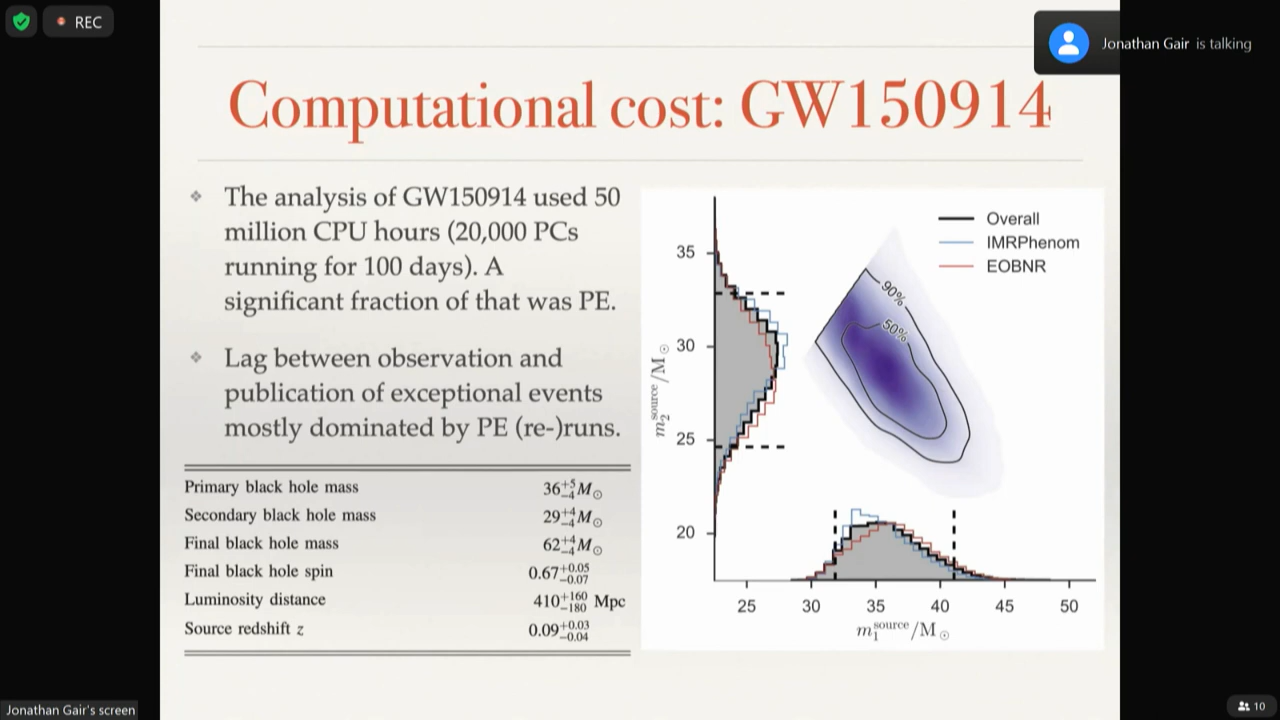 REC
Jonathan Gair is talking
Computational cost: GW150914
❖ The analysis of GW150914 used 50
million CPU hours (20,000 PCs
running for 100 days). A
significant fraction of that was PE.
❖ Lag between observation and
publication of exceptional events
mostly dominated by PE (re-)runs.
Primary black hole mass 36+5−4 M⊙
Secondary black hole mass 29+4−4 M⊙
Final black hole mass 62+4−4 M⊙
Final black hole spin 0.67+0.05−0.07
Luminosity distance 410+160−180 Mpc
Source redshift z 0.09+0.03−0.04
Overall
IMRPhenom
EOBNR
90%
50%
35
30
25
20
m2source/M⊙
25 30 35 40 45 50
m1source/M⊙
Jonathan Gair's screen
10